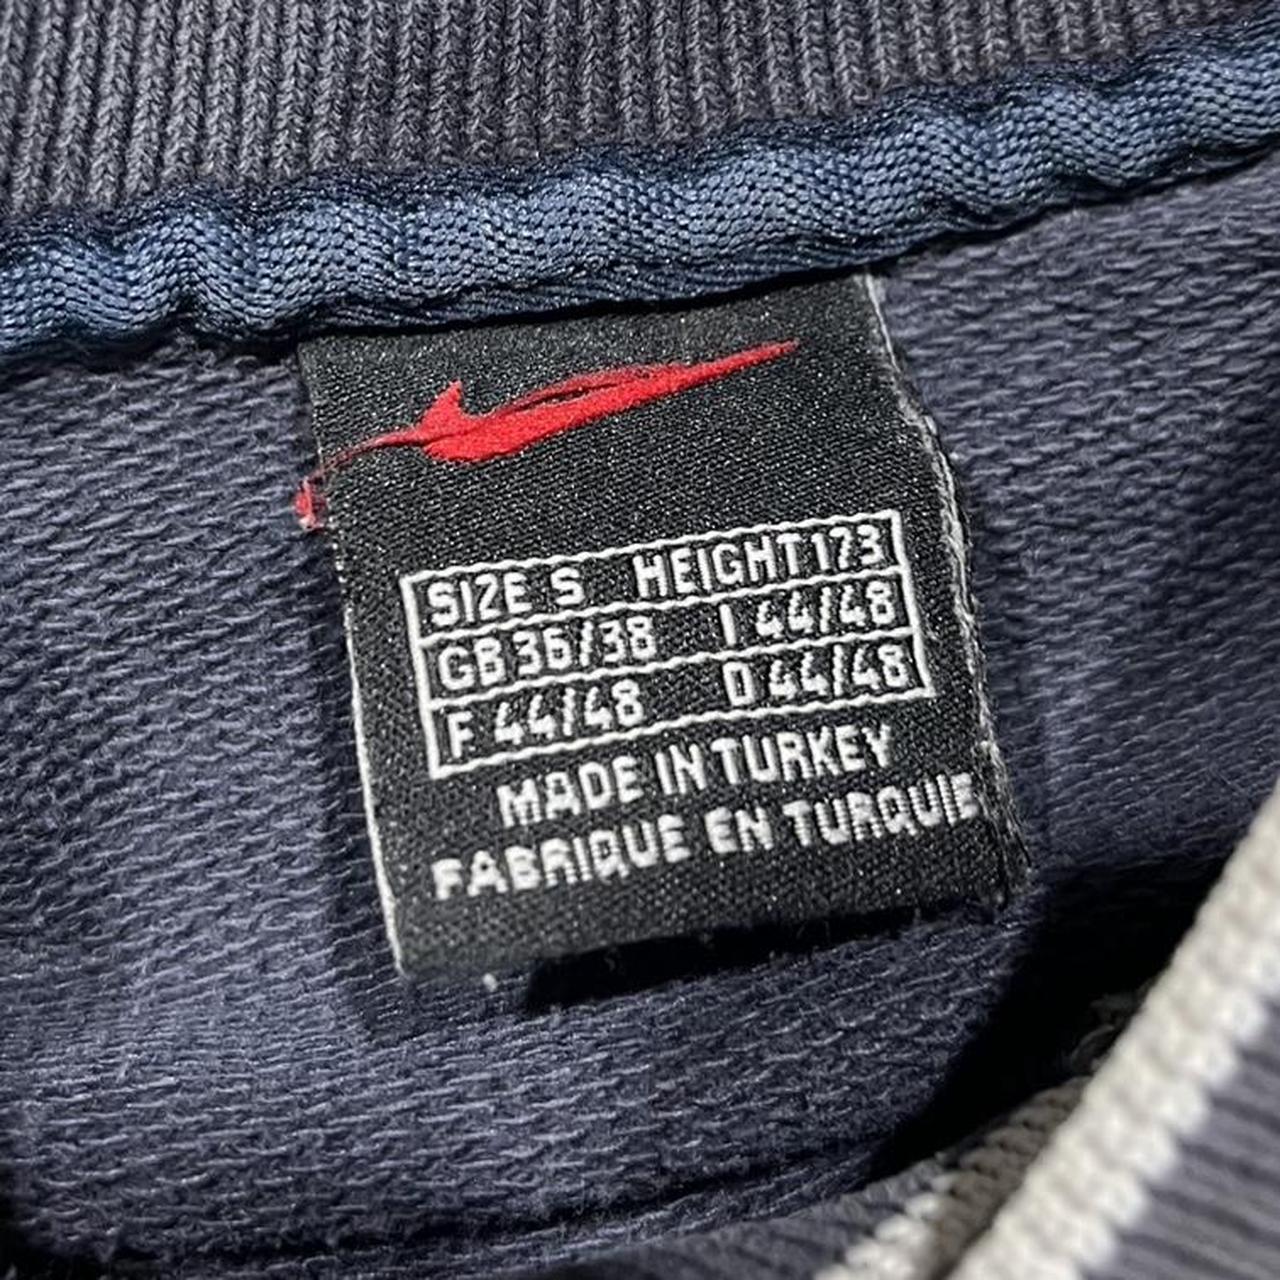 SIZE S HEIGHT 173
GB 36/38 I 44/48
F 44/48 D 44/48
MADE IN TURKEY
FABRIQUE EN TURQUIE